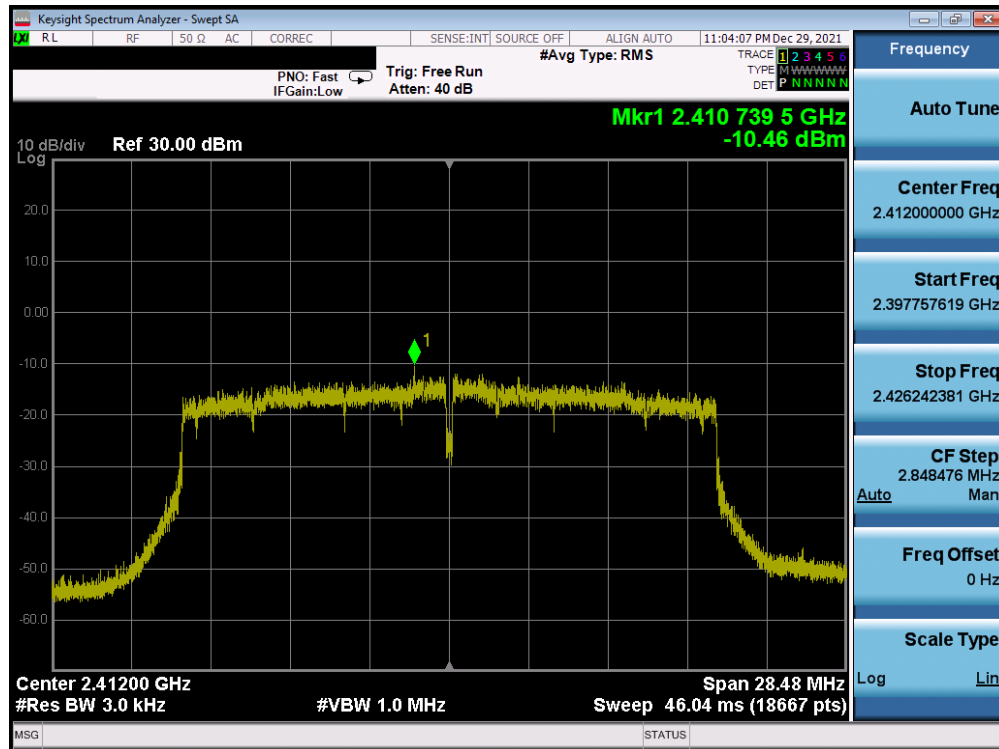 Keysight Spectrum Analyzer - Swept SA
LXI RL RF 50 Ω AC CORREC SENSE:INT SOURCE OFF ALIGN AUTO 11:04:07 PM Dec 29, 2021
#Avg Type: RMS
TRACE 1 2 3 4 5 6
TYPE M WWWWW
DET P N N N N N
PNO: Fast
IFGain:Low
Trig: Free Run
Atten: 40 dB
Mkr1 2.410 739 5 GHz
-10.46 dBm
10 dB/div
Log
Ref 30.00 dBm
20.0
10.0
0.00
-10.0
-20.0
-30.0
-40.0
-50.0
-60.0
1
Center 2.41200 GHz
Span 28.48 MHz
#Res BW 3.0 kHz
#VBW 1.0 MHz
Sweep 46.04 ms (18667 pts)
MSG
STATUS
Frequency
Auto Tune
Center Freq
2.412000000 GHz
Start Freq
2.397757619 GHz
Stop Freq
2.426242381 GHz
CF Step
2.848476 MHz
Auto Man
Freq Offset
0 Hz
Scale Type
Log Lin